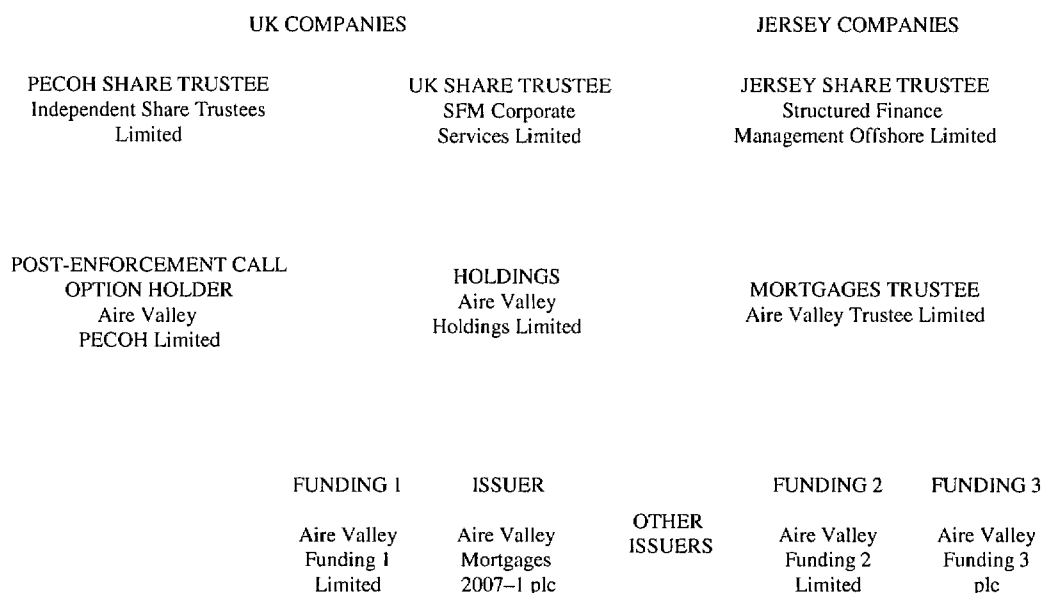 UK COMPANIES
JERSEY COMPANIES
PECOH SHARE TRUSTEE
Independent Share Trustees
Limited
UK SHARE TRUSTEE
SFM Corporate
Services Limited
JERSEY SHARE TRUSTEE
Structured Finance
Management Offshore Limited
POST-ENFORCEMENT CALL
OPTION HOLDER
Aire Valley
PECOH Limited
HOLDINGS
Aire Valley
Holdings Limited
MORTGAGES TRUSTEE
Aire Valley Trustee Limited
FUNDING 1
Aire Valley
Funding 1
Limited
ISSUER
Aire Valley
Mortgages
2007–1 plc
OTHER
ISSUERS
FUNDING 2
Aire Valley
Funding 2
Limited
FUNDING 3
Aire Valley
Funding 3
plc